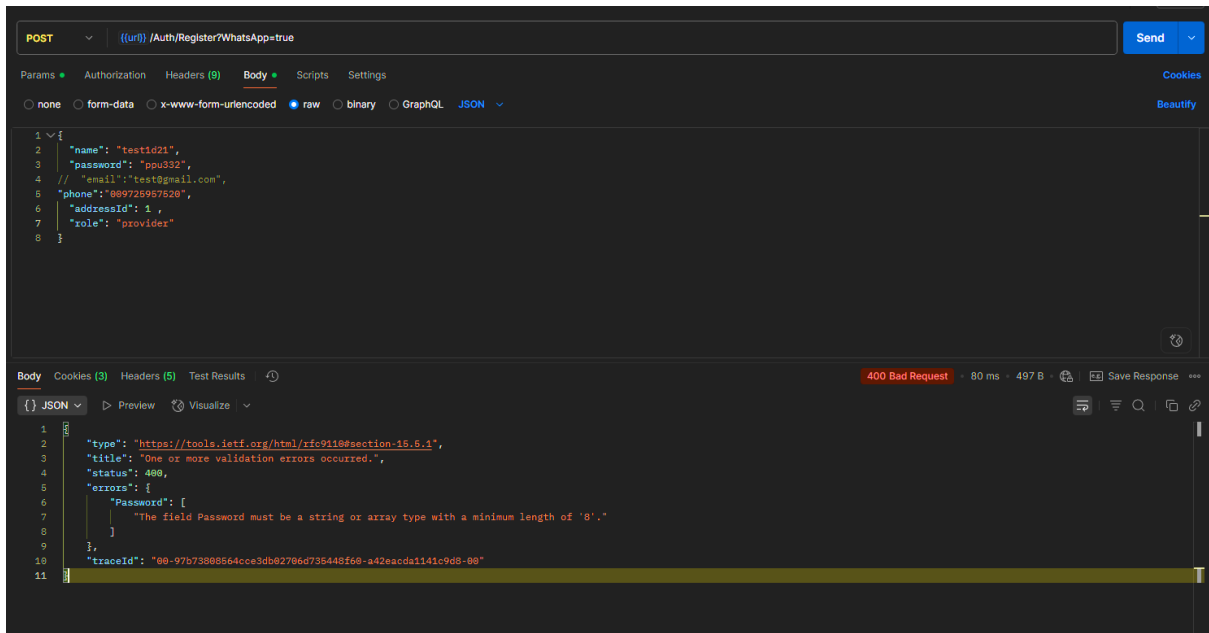 POST {{url}} /Auth/Register?WhatsApp=true Send
Params Authorization Headers (9) Body Scripts Settings Cookies
none form-data x-www-form-urlencoded raw binary GraphQL JSON Beautify
1 {
2 "name": "test1d21",
3 "password": "ppu332",
4 // "email":"test@gmail.com",
5 "phone":"009725957520",
6 "addressId": 1 ,
7 "role": "provider"
8 }
Body Cookies (3) Headers (5) Test Results 400 Bad Request 80 ms 497 B e.g. Save Response
{} JSON Preview Visualize
1 {
2 "type": "https://tools.ietf.org/html/rfc9110#section-15.5.1",
3 "title": "One or more validation errors occurred.",
4 "status": 400,
5 "errors": {
6 "Password": [
7 "The field Password must be a string or array type with a minimum length of '8'."
8 ]
9 },
10 "traceId": "00-97b73808564cce3db02706d735448f60-a42eacda1141c9d8-00"
11 }